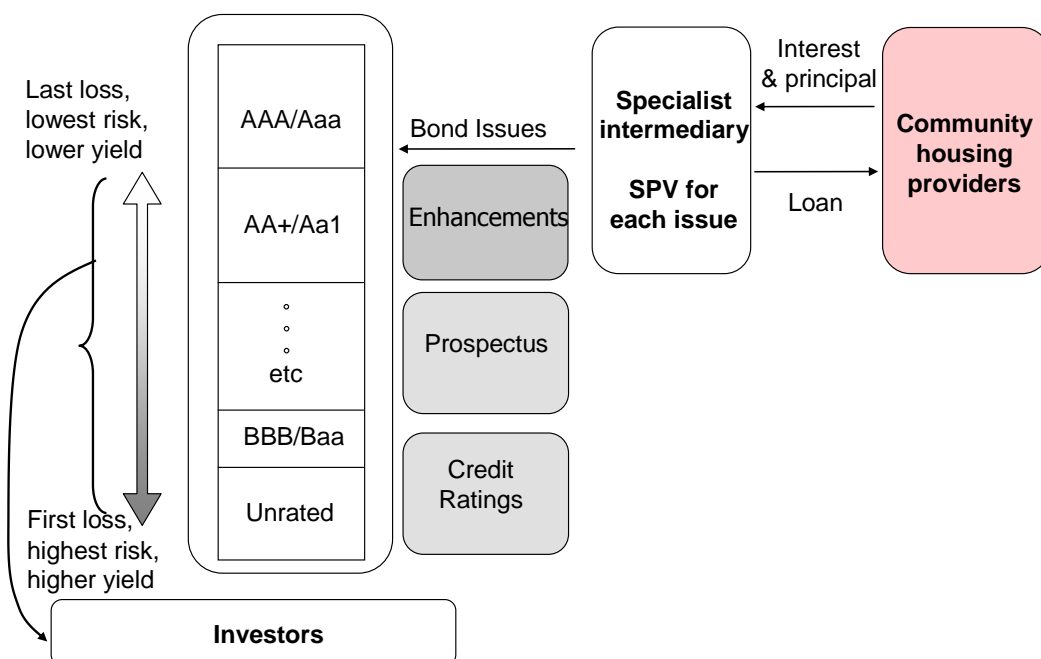 Last loss,
lowest risk,
lower yield
First loss,
highest risk,
higher yield
AAA/Aaa
AA+/Aa1
etc
BBB/Baa
Unrated
Bond Issues
Enhancements
Prospectus
Credit
Ratings
Specialist
intermediary
SPV for
each issue
Interest
& principal
Loan
Community
housing
providers
Investors